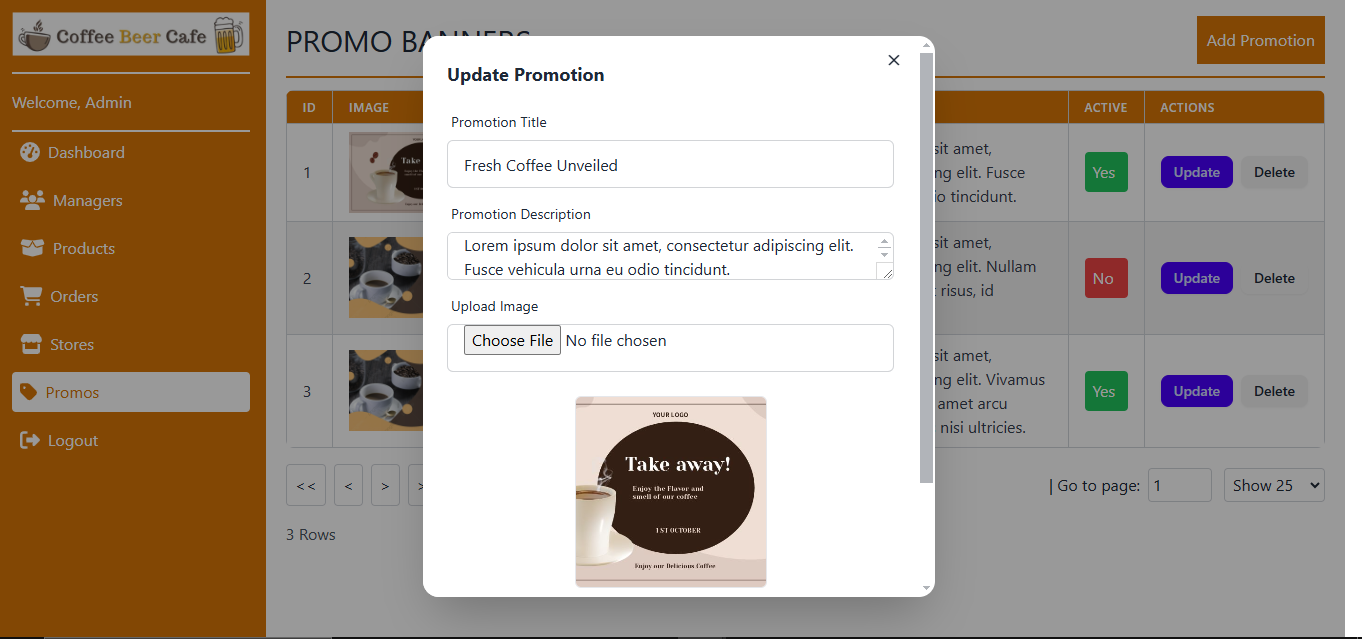 Coffee Beer Cafe
Welcome, Admin
Dashboard
Managers
Products
Orders
Stores
Promos
Logout
PROMO BANNERS
Add Promotion
ID IMAGE ACTIVE ACTIONS
1
Take
sit amet,
ng elit. Fusce
io tincidunt.
Yes Update Delete
2
sit amet,
ng elit. Nullam
risus, id
No Update Delete
3
sit amet,
ng elit. Vivamus
amet arcu
nisi ultricies.
Yes Update Delete
<< < > >
| Go to page: 1 Show 25
3 Rows
Update Promotion
Promotion Title
Fresh Coffee Unveiled
Promotion Description
Lorem ipsum dolor sit amet, consectetur adipiscing elit.
Fusce vehicula urna eu odio tincidunt.
Upload Image
Choose File No file chosen
YOUR LOGO
Take away!
Enjoy the Flavor and
smell of our coffee
1 ST OCTOBER
Enjoy our Delicious Coffee